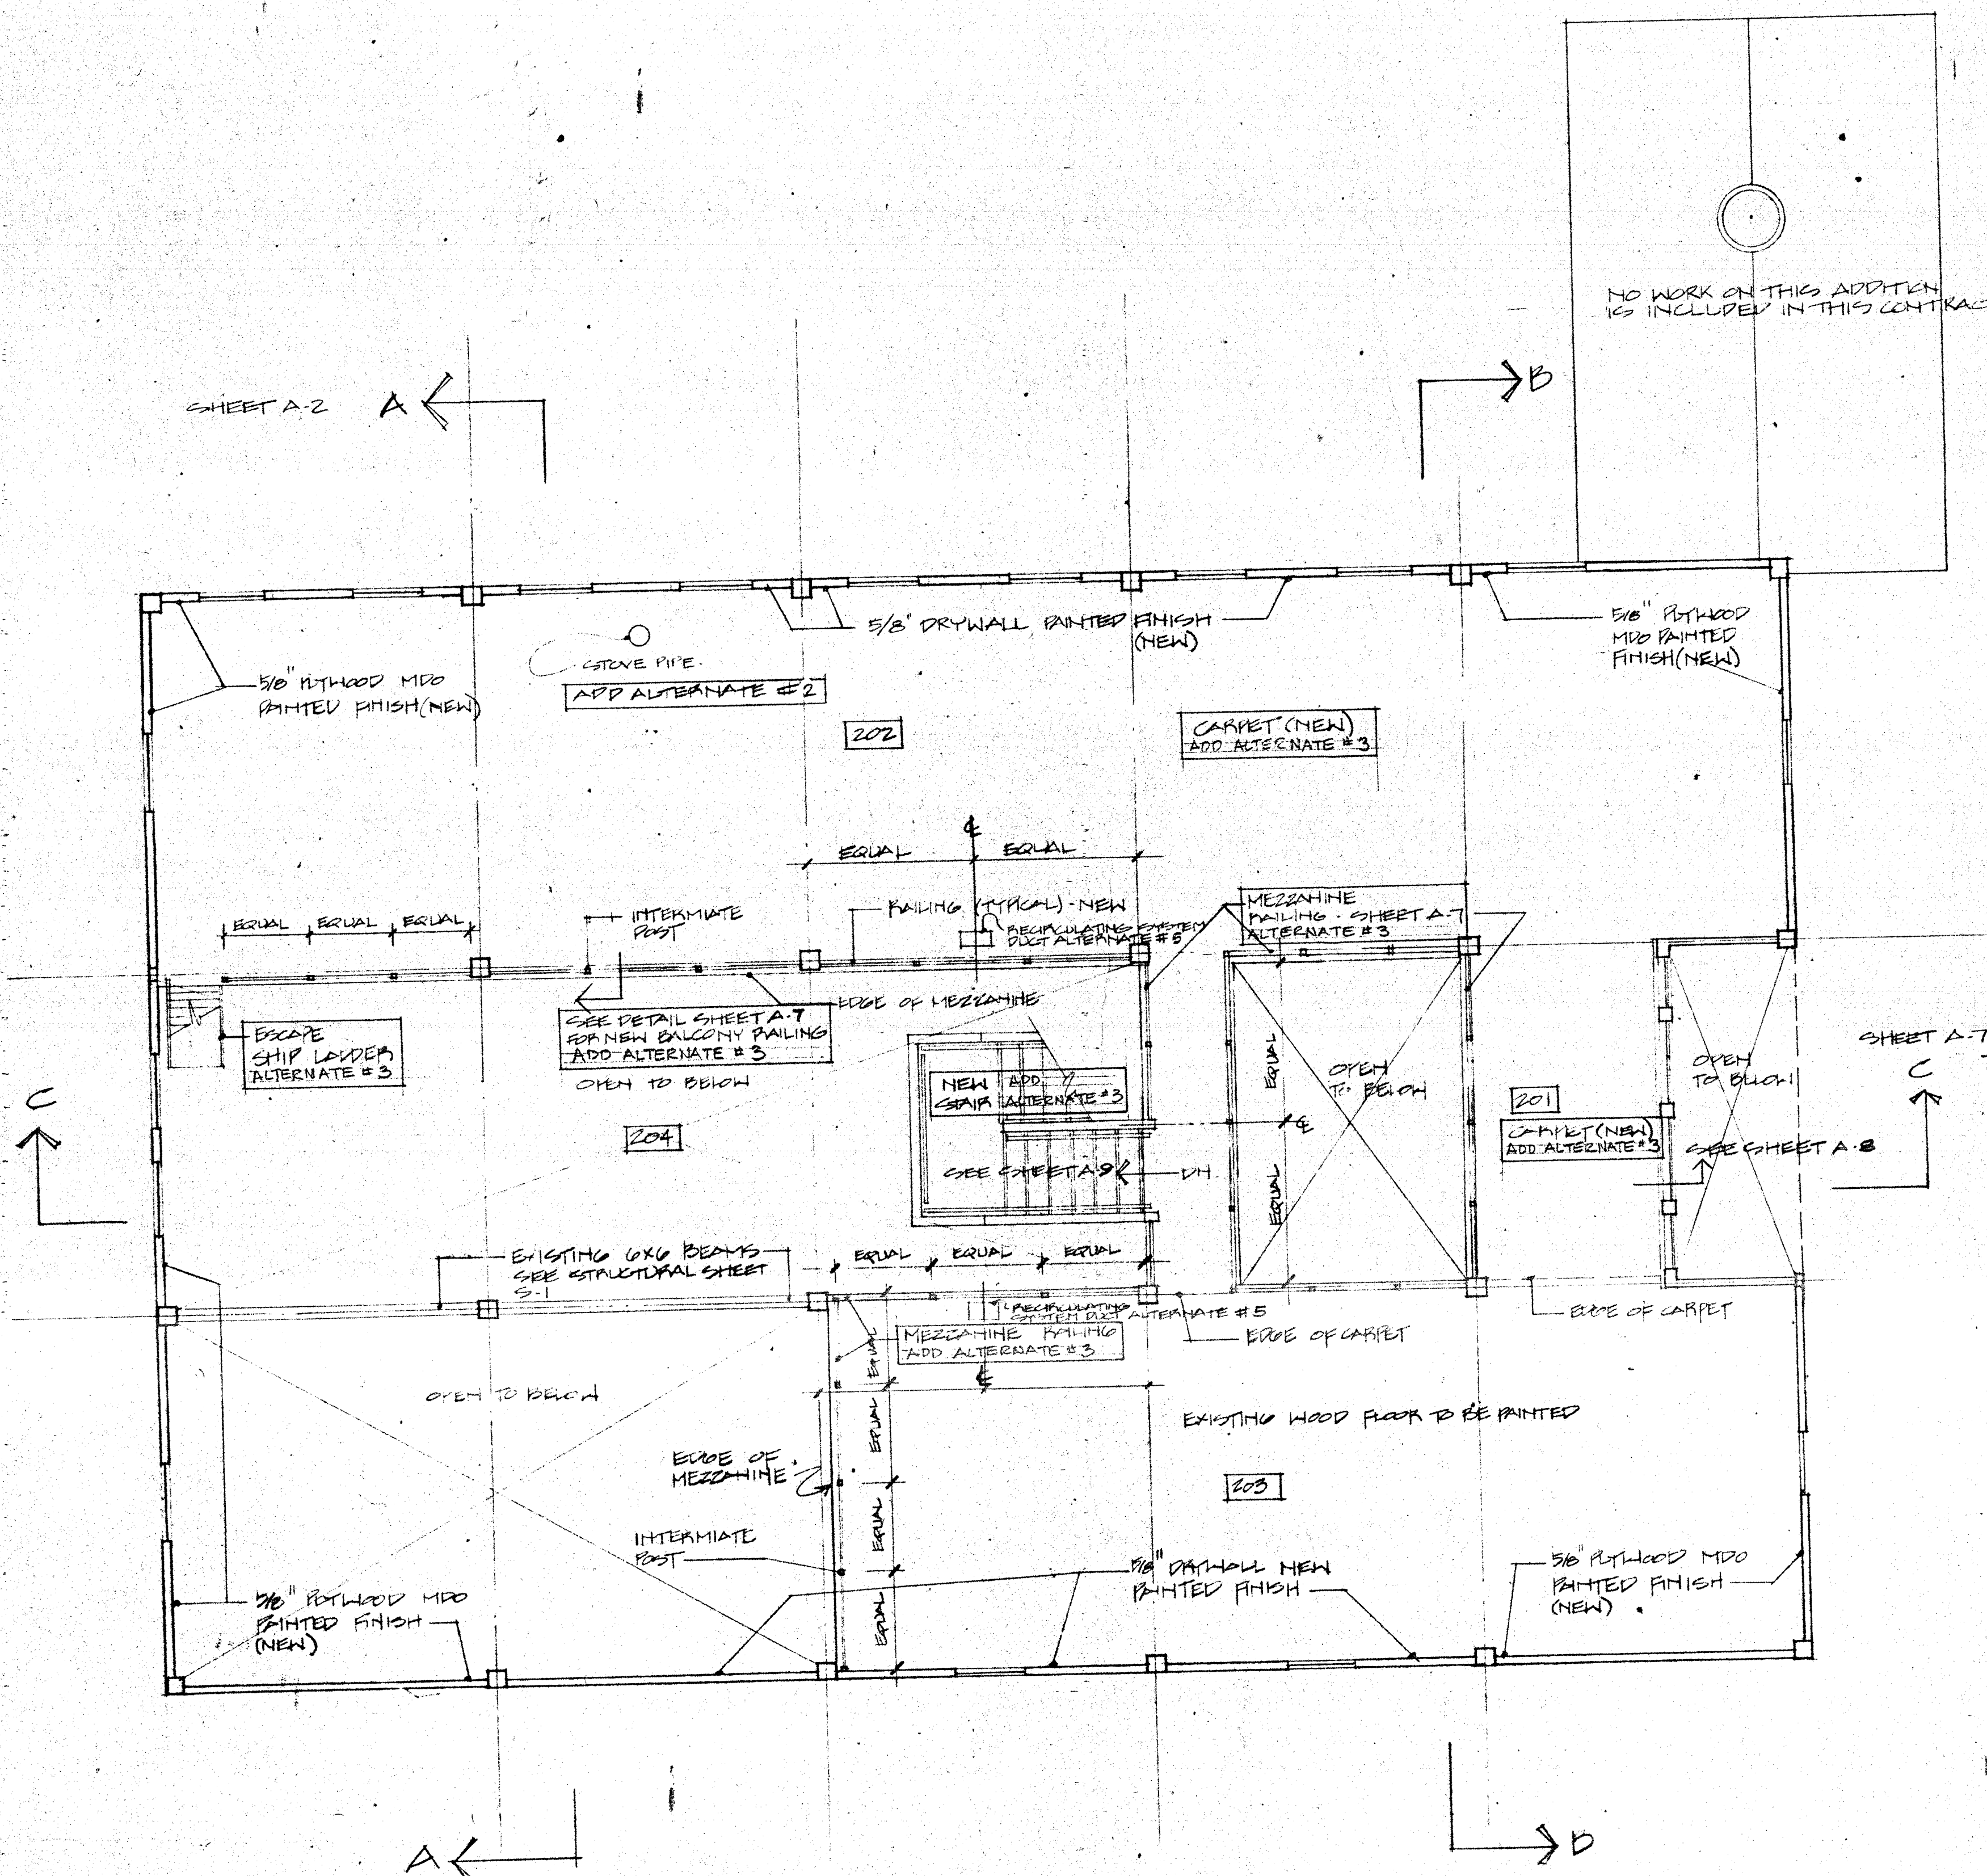 NO WORK ON THIS ADDITION
IS INCLUDED IN THIS CONTRAC
SHEET A-2
A
B
5/8" DRYWALL PAINTED FINISH
(NEW)
5/8" PLYWOOD
MDO PAINTED
FINISH (NEW)
STOVE PIPE.
ADD ALTERNATE #2
5/8" PLYWOOD MDO
PAINTED FINISH (NEW)
202
CARPET (NEW)
ADD ALTERNATE #3
EQUAL
EQUAL
EQUAL
EQUAL
EQUAL
INTERMIATE
POST
RAILING (TYPICAL) - NEW
RECIRCULATING SYSTEM
DUCT ALTERNATE #5
MEZZANINE
RAILING - SHEET A-7
ALTERNATE #3
EDGE OF MEZZANINE
SEE DETAIL SHEET A-7
FOR NEW BALCONY RAILING
ADD ALTERNATE #3
OPEN TO BELOW
ESCAPE
SHIP LADDER
ALTERNATE #3
C
NEW
STAIR
ADD
ALTERNATE #3
EQUAL
OPEN
TO BELOW
OPEN
TO BELOW
SHEET A-7
C
201
CARPET (NEW)
ADD ALTERNATE #3
SEE SHEET A-8
204
SEE SHEET A-9
DN
EQUAL
EXISTING 6X6 BEAMS
SEE STRUCTURAL SHEET
S-1
EQUAL
EQUAL
EQUAL
RECIRCULATING
SYSTEM DUCT ALTERNATE #5
MEZZANINE RAILING
ADD ALTERNATE #3
EDGE OF CARPET
EDGE OF CARPET
EQUAL
OPEN TO BELOW
EQUAL
EXISTING WOOD FLOOR TO BE PAINTED
EDGE OF
MEZZANINE
203
EQUAL
INTERMIATE
POST
5/8" DRYWALL NEW
PAINTED FINISH
5/8" PLYWOOD MDO
PAINTED FINISH
(NEW)
5/8" PLYWOOD MDO
PAINTED FINISH
(NEW)
EQUAL
A
B